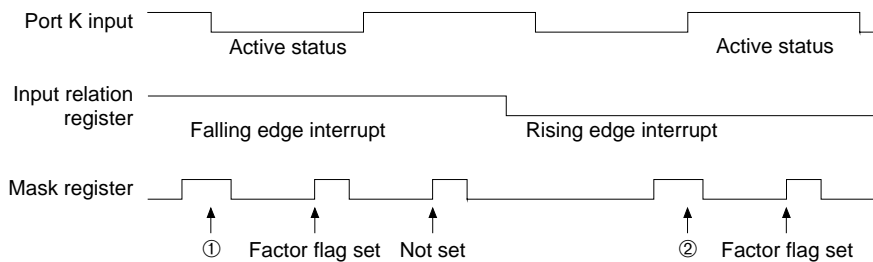 Port K input
Active status
Active status
Input relation
register
Falling edge interrupt
Rising edge interrupt
Mask register
①
Factor flag set
Not set
②
Factor flag set